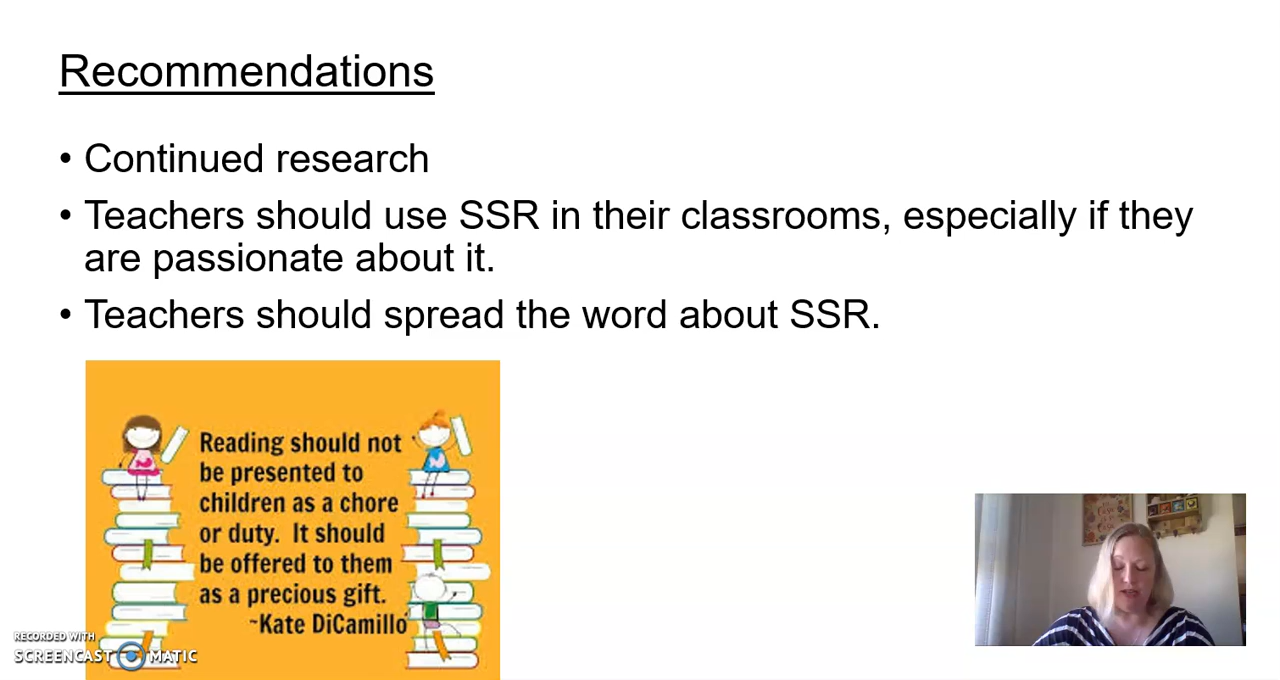 Recommendations
• Continued research
• Teachers should use SSR in their classrooms, especially if they
are passionate about it.
• Teachers should spread the word about SSR.
Reading should not
be presented to
children as a chore
or duty. It should
be offered to them
as a precious gift.
~Kate DiCamillo
RECORDED WITH
SCREENCAST MATIC